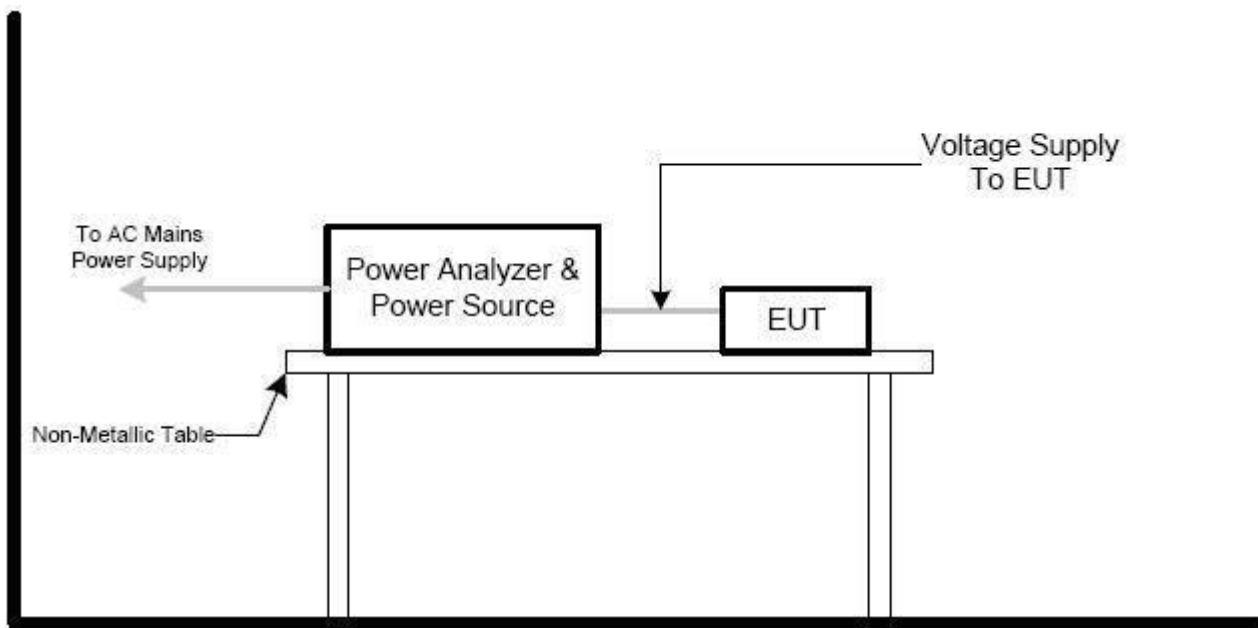 Voltage Supply
To EUT
To AC Mains
Power Supply
Power Analyzer &
Power Source
EUT
Non-Metallic Table